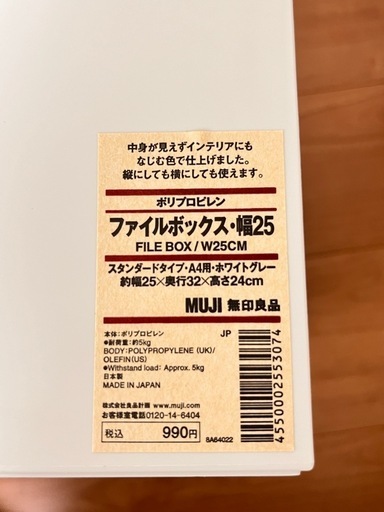 中身が見えずインテリアにも
なじむ色で仕上げました。
縦にしても横にしても使えます。
ポリプロピレン
ファイルボックス・幅25
FILE BOX / W25CM
スタンダードタイプ・A4用・ホワイトグレー
約幅25×奥行32×高さ24cm
MUJI 無印良品
本体：ポリプロピレン JP
●耐荷重：約5kg
BODY：POLYPROPYLENE (UK)/
OLEFIN(US)
●Withstand load: Approx. 5kg
日本製
MADE IN JAPAN
株式会社良品計画 www.muji.com
お客様室電話0120-14-6404
税込 990円
8A64022
4550002553074